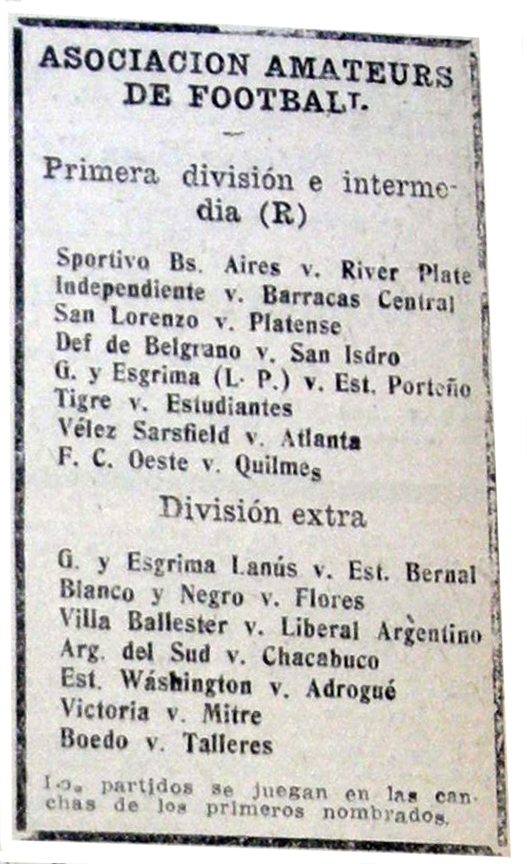 ASOCIACION AMATEURS
DE FOOTBALL.
Primera división e interme-
dia (R)
Sportivo Bs. Aires v. River Plate
Independiente v. Barracas Central
San Lorenzo v. Platense
Def de Belgrano v. San Isdro
G. y Esgrima (L. P.) v. Est. Porteño
Tigre v. Estudiantes
Vélez Sarsfield v. Atlanta
F. C. Oeste v. Quilmes
División extra
G. y Esgrima Lanús v. Est. Bernal
Blanco y Negro v. Flores
Villa Ballester v. Liberal Argentino
Arg. del Sud v. Chacabuco
Est. Wáshington v. Adrogué
Victoria v. Mitre
Boedo v. Talleres
Los partidos se juegan en las can-
chas de los primeros nombrados.